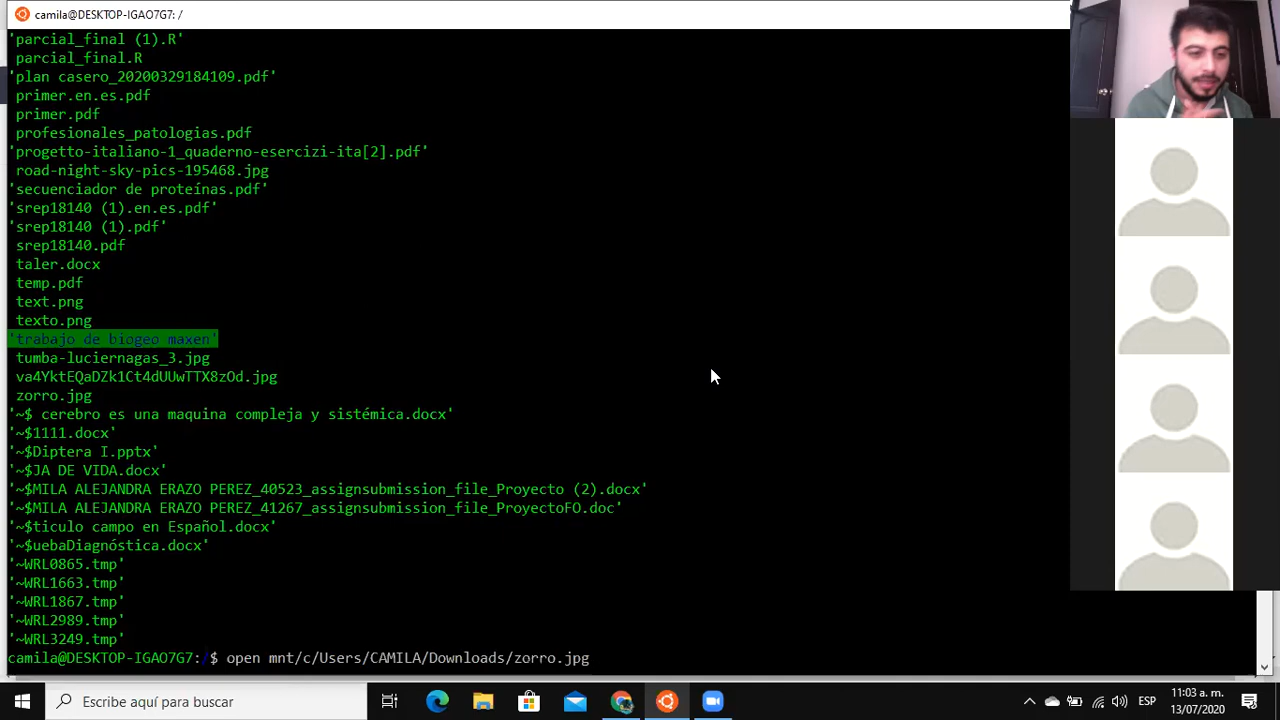 camila@DESKTOP-IGAO7G7: /
'parcial_final (1).R'
parcial_final.R
'plan casero_20200329184109.pdf'
primer.en.es.pdf
primer.pdf
profesionales_patologias.pdf
'progetto-italiano-1_quaderno-esercizi-ita[2].pdf'
road-night-sky-pics-195468.jpg
'secuenciador de proteínas.pdf'
'srep18140 (1).en.es.pdf'
'srep18140 (1).pdf'
srep18140.pdf
taler.docx
temp.pdf
text.png
texto.png
'trabajo de biogeo maxen'
tumba-luciernagas_3.jpg
va4YktEQaDZk1Ct4dUUwTTX8zOd.jpg
zorro.jpg
'~$ cerebro es una maquina compleja y sistémica.docx'
'~$1111.docx'
'~$Diptera I.pptx'
'~$JA DE VIDA.docx'
'~$MILA ALEJANDRA ERAZO PEREZ_40523_assignsubmission_file_Proyecto (2).docx'
'~$MILA ALEJANDRA ERAZO PEREZ_41267_assignsubmission_file_ProyectoFO.doc'
'~$ticulo campo en Español.docx'
'~$uebaDiagnóstica.docx'
'~WRL0865.tmp'
'~WRL1663.tmp'
'~WRL1867.tmp'
'~WRL2989.tmp'
'~WRL3249.tmp'
camila@DESKTOP-IGAO7G7:/$ open mnt/c/Users/CAMILA/Downloads/zorro.jpg
Escribe aquí para buscar
ESP
11:03 a. m.
13/07/2020